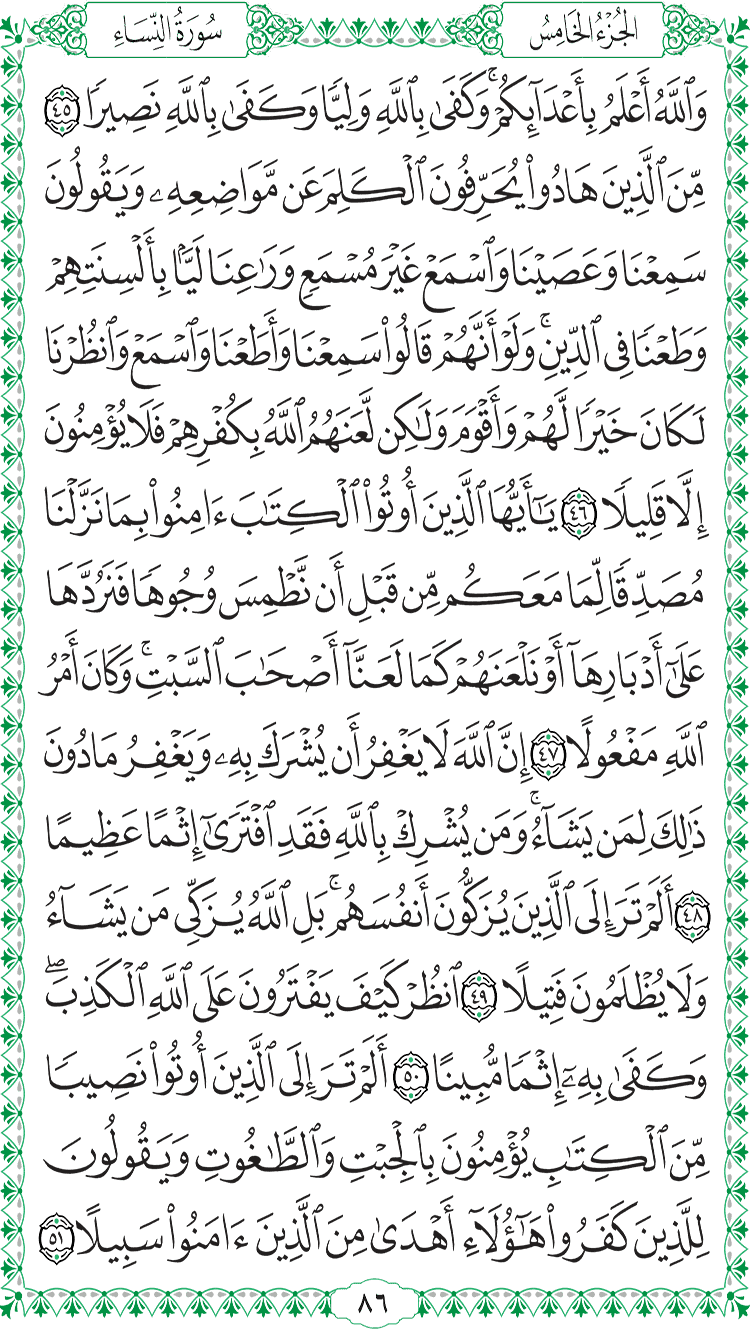 الجُزْءُ الخَامِسُ
سُورَةُ النِّسَاءِ
وَٱللَّهُ أَعْلَمُ بِأَعْدَآئِكُمْۚ وَكَفَىٰ بِٱللَّهِ وَلِيًّا وَكَفَىٰ بِٱللَّهِ نَصِيرًا ٤٥
مِّنَ ٱلَّذِينَ هَادُوا۟ يُحَرِّفُونَ ٱلْكَلِمَ عَن مَّوَاضِعِهِۦ وَيَقُولُونَ
سَمِعْنَا وَعَصَيْنَا وَٱسْمَعْ غَيْرَ مُسْمَعٍ وَرَٰعِنَا لَيًّۢا بِأَلْسِنَتِهِمْ
وَطَعْنًا فِى ٱلدِّينِۚ وَلَوْ أَنَّهُمْ قَالُوا۟ سَمِعْنَا وَأَطَعْنَا وَٱسْمَعْ وَٱنظُرْنَا
لَكَانَ خَيْرًا لَّهُمْ وَأَقْوَمَ وَلَٰكِن لَّعَنَهُمُ ٱللَّهُ بِكُفْرِهِمْ فَلَا يُؤْمِنُونَ
إِلَّا قَلِيلًا ٤٦ يَٰٓأَيُّهَا ٱلَّذِينَ أُوتُوا۟ ٱلْكِتَٰبَ ءَامِنُوا۟ بِمَا نَزَّلْنَا
مُصَدِّقًا لِّمَا مَعَكُم مِّن قَبْلِ أَن نَّطْمِسَ وُجُوهًا فَنَرُدَّهَا
عَلَىٰٓ أَدْبَارِهَآ أَوْ نَلْعَنَهُمْ كَمَا لَعَنَّآ أَصْحَٰبَ ٱلسَّبْتِۚ وَكَانَ أَمْرُ
ٱللَّهِ مَفْعُولًا ٤٧ إِنَّ ٱللَّهَ لَا يَغْفِرُ أَن يُشْرَكَ بِهِۦ وَيَغْفِرُ مَا دُونَ
ذَٰلِكَ لِمَن يَشَآءُۚ وَمَن يُشْرِكْ بِٱللَّهِ فَقَدِ ٱفْتَرَىٰٓ إِثْمًا عَظِيمًا
٤٨ أَلَمْ تَرَ إِلَى ٱلَّذِينَ يُزَكُّونَ أَنفُسَهُمۚ بَلِ ٱللَّهُ يُزَكِّى مَن يَشَآءُ
وَلَا يُظْلَمُونَ فَتِيلًا ٤٩ ٱنظُرْ كَيْفَ يَفْتَرُونَ عَلَى ٱللَّهِ ٱلْكَذِبَۖ
وَكَفَىٰ بِهِۦٓ إِثْمًا مُّبِينًا ٥٠ أَلَمْ تَرَ إِلَى ٱلَّذِينَ أُوتُوا۟ نَصِيبًا
مِّنَ ٱلْكِتَٰبِ يُؤْمِنُونَ بِٱلْجِبْتِ وَٱلطَّٰغُوتِ وَيَقُولُونَ
لِلَّذِينَ كَفَرُوا۟ هَٰٓؤُلَآءِ أَهْدَىٰ مِنَ ٱلَّذِينَ ءَامَنُوا۟ سَبِيلًا ٥١
٨٦